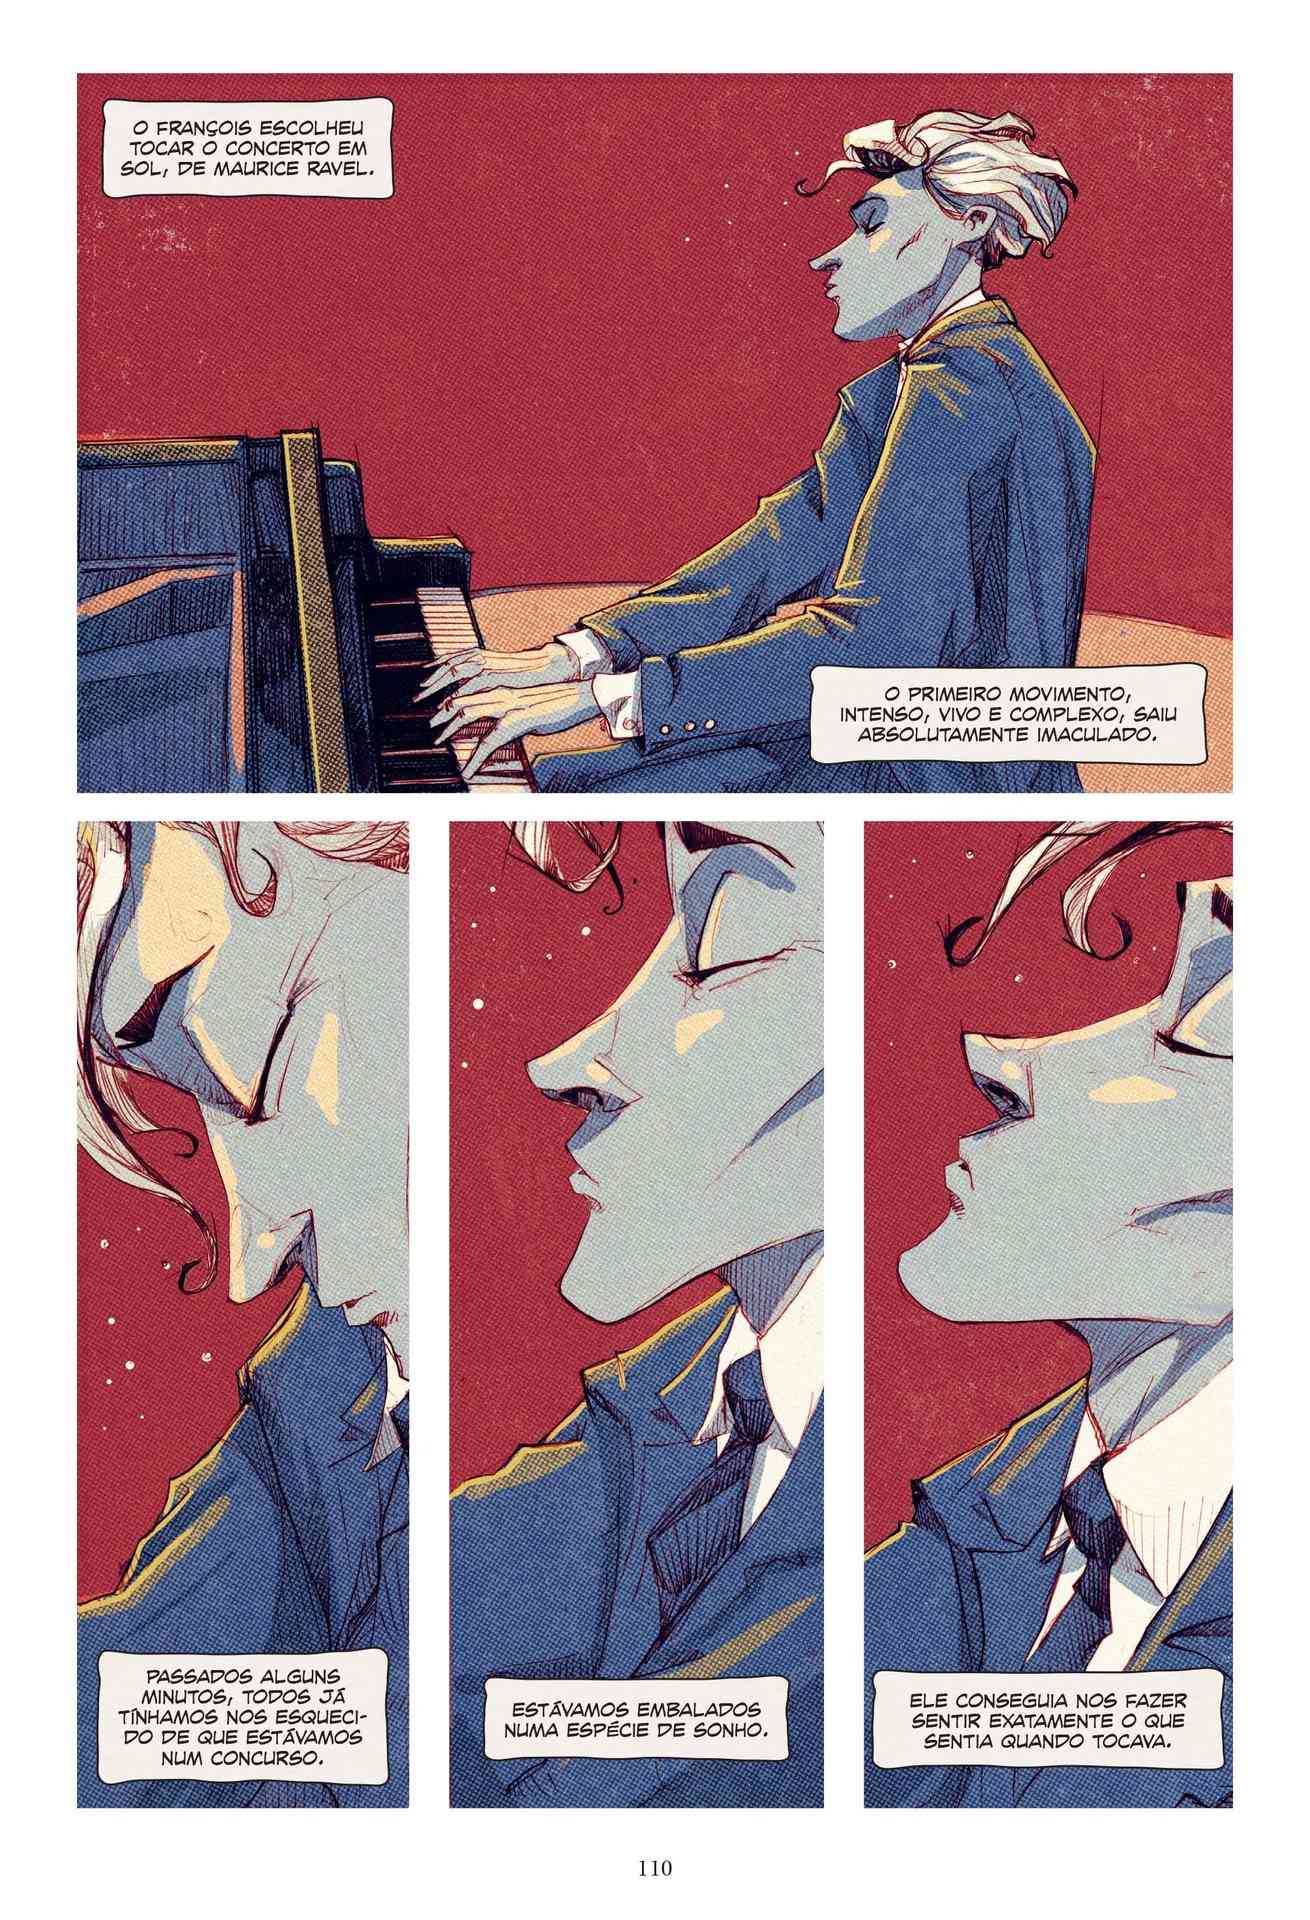 O FRANÇOIS ESCOLHEU
TOCAR O CONCERTO EM
SOL, DE MAURICE RAVEL.
O PRIMEIRO MOVIMENTO,
INTENSO, VIVO E COMPLEXO, SAIU
ABSOLUTAMENTE IMACULADO.
PASSADOS ALGUNS
MINUTOS, TODOS JÁ
TÍNHAMOS NOS ESQUECI-
DO DE QUE ESTÁVAMOS
NUM CONCURSO.
ESTÁVAMOS EMBALADOS
NUMA ESPÉCIE DE SONHO.
ELE CONSEGUIA NOS FAZER
SENTIR EXATAMENTE O QUE
SENTIA QUANDO TOCAVA.
110